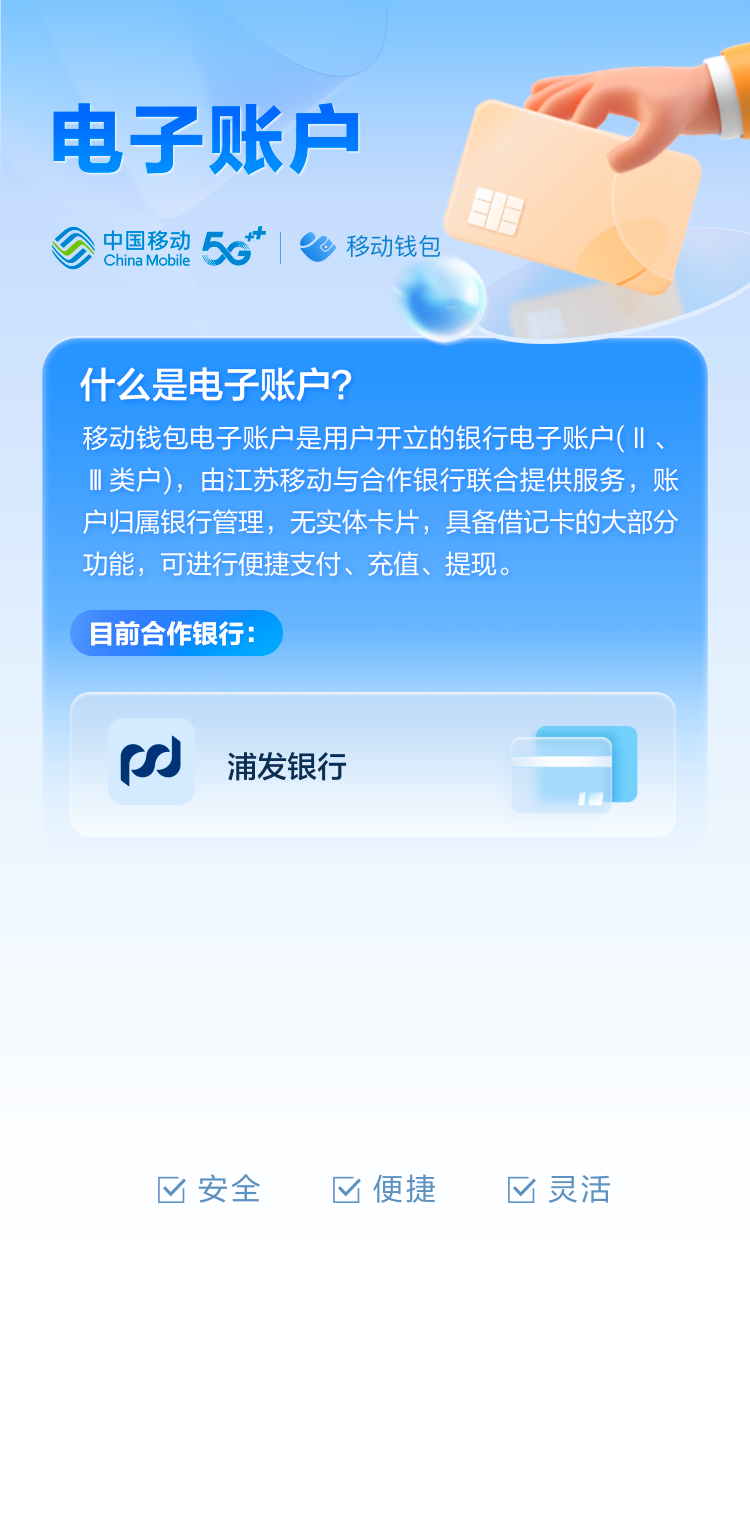 电子账户
中国移动
China Mobile
5G++
移动钱包
什么是电子账户?
移动钱包电子账户是用户开立的银行电子账户(Ⅱ、
Ⅲ类户)，由江苏移动与合作银行联合提供服务，账
户归属银行管理，无实体卡片，具备借记卡的大部分
功能，可进行便捷支付、充值、提现。
目前合作银行：
浦发银行
安全
便捷
灵活